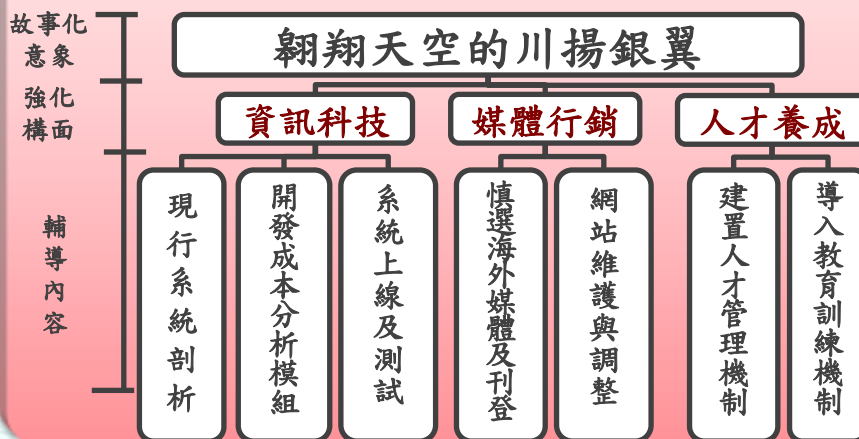 故事化
意象
翱翔天空的川揚銀翼
強化
構面
資訊科技
媒體行銷
人才養成
輔導內容
現行系統剖析
開發成本分析模組
系統上線及測試
慎選海外媒體及刊登
網站維護與調整
建置人才管理機制
導入教育訓練機制